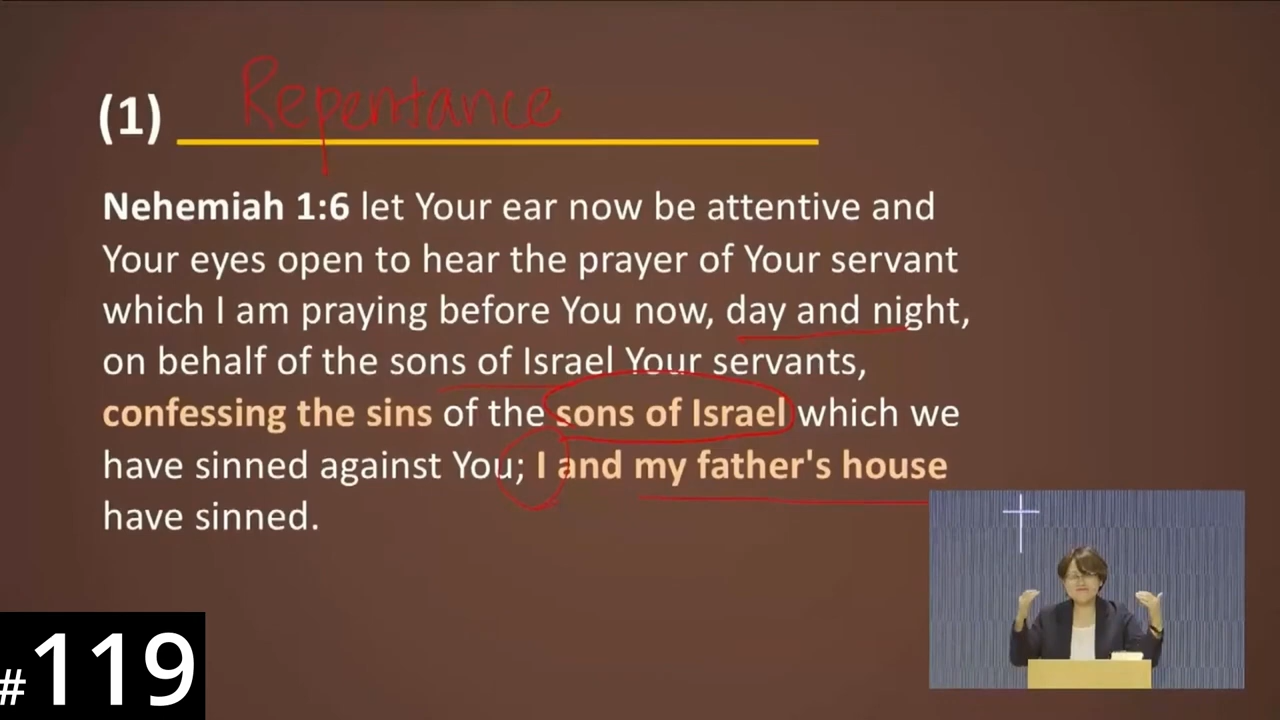 (1) Repentance
Nehemiah 1:6 let Your ear now be attentive and
Your eyes open to hear the prayer of Your servant
which I am praying before You now, day and night,
on behalf of the sons of Israel Your servants,
confessing the sins of the sons of Israel which we
have sinned against You; I and my father's house
have sinned.
#119